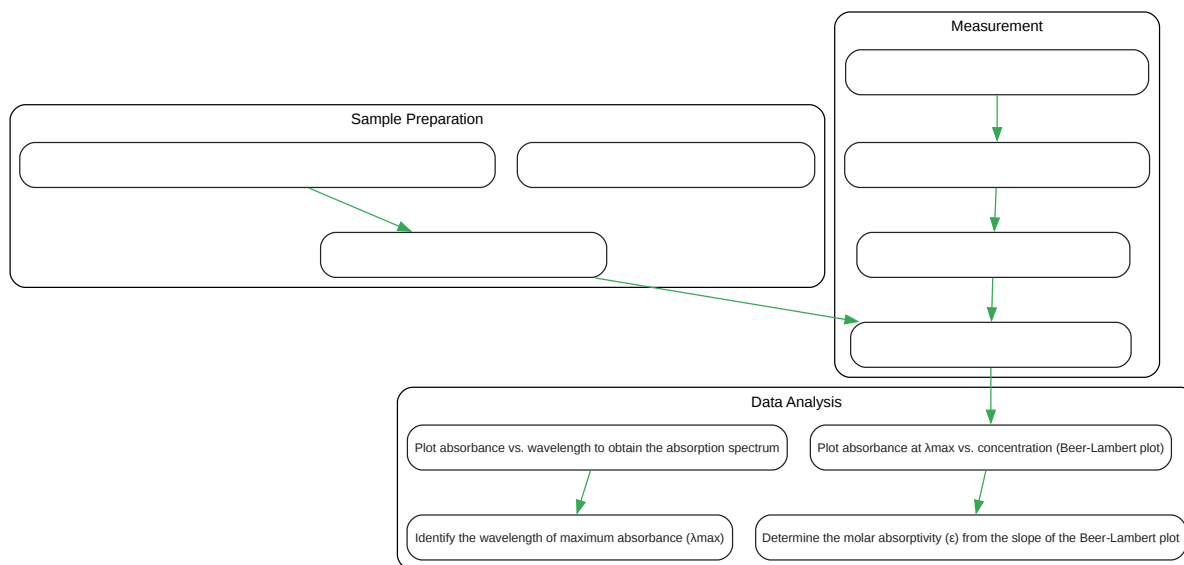 Measurement
Sample Preparation
Data Analysis
Plot absorbance vs. wavelength to obtain the absorption spectrum
Plot absorbance at λmax vs. concentration (Beer-Lambert plot)
Identify the wavelength of maximum absorbance (λmax)
Determine the molar absorptivity (ε) from the slope of the Beer-Lambert plot